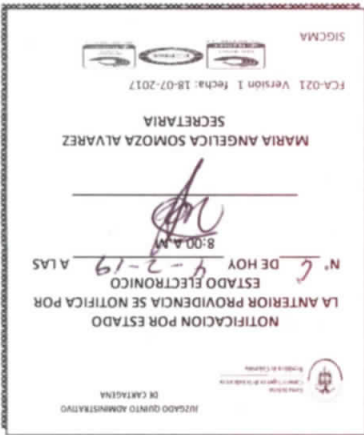 JUZGADO QUINTO ADMINISTRATIVO
DE CARTAGENA
NOTIFICACION POR ESTADO
LA ANTERIOR PROVIDENCIA SE NOTIFICA POR
ESTADO ELECTRONICO
N° 6 DE HOY 4-2-19 A LAS
8:00 A.M
MARIA ANGELICA SOMOZA ALVAREZ
SECRETARIA
FCA-021 Versión 1 fecha: 18-07-2017
SIGCMA